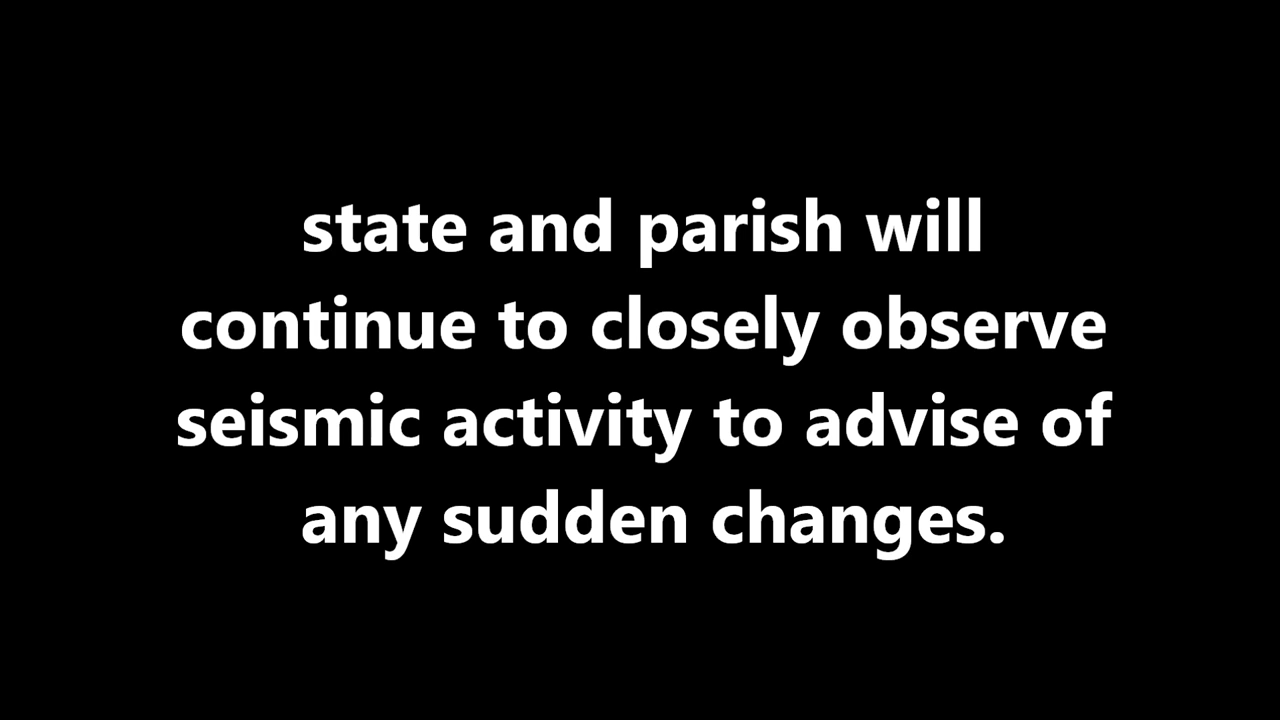 state and parish will
continue to closely observe
seismic activity to advise of
any sudden changes.